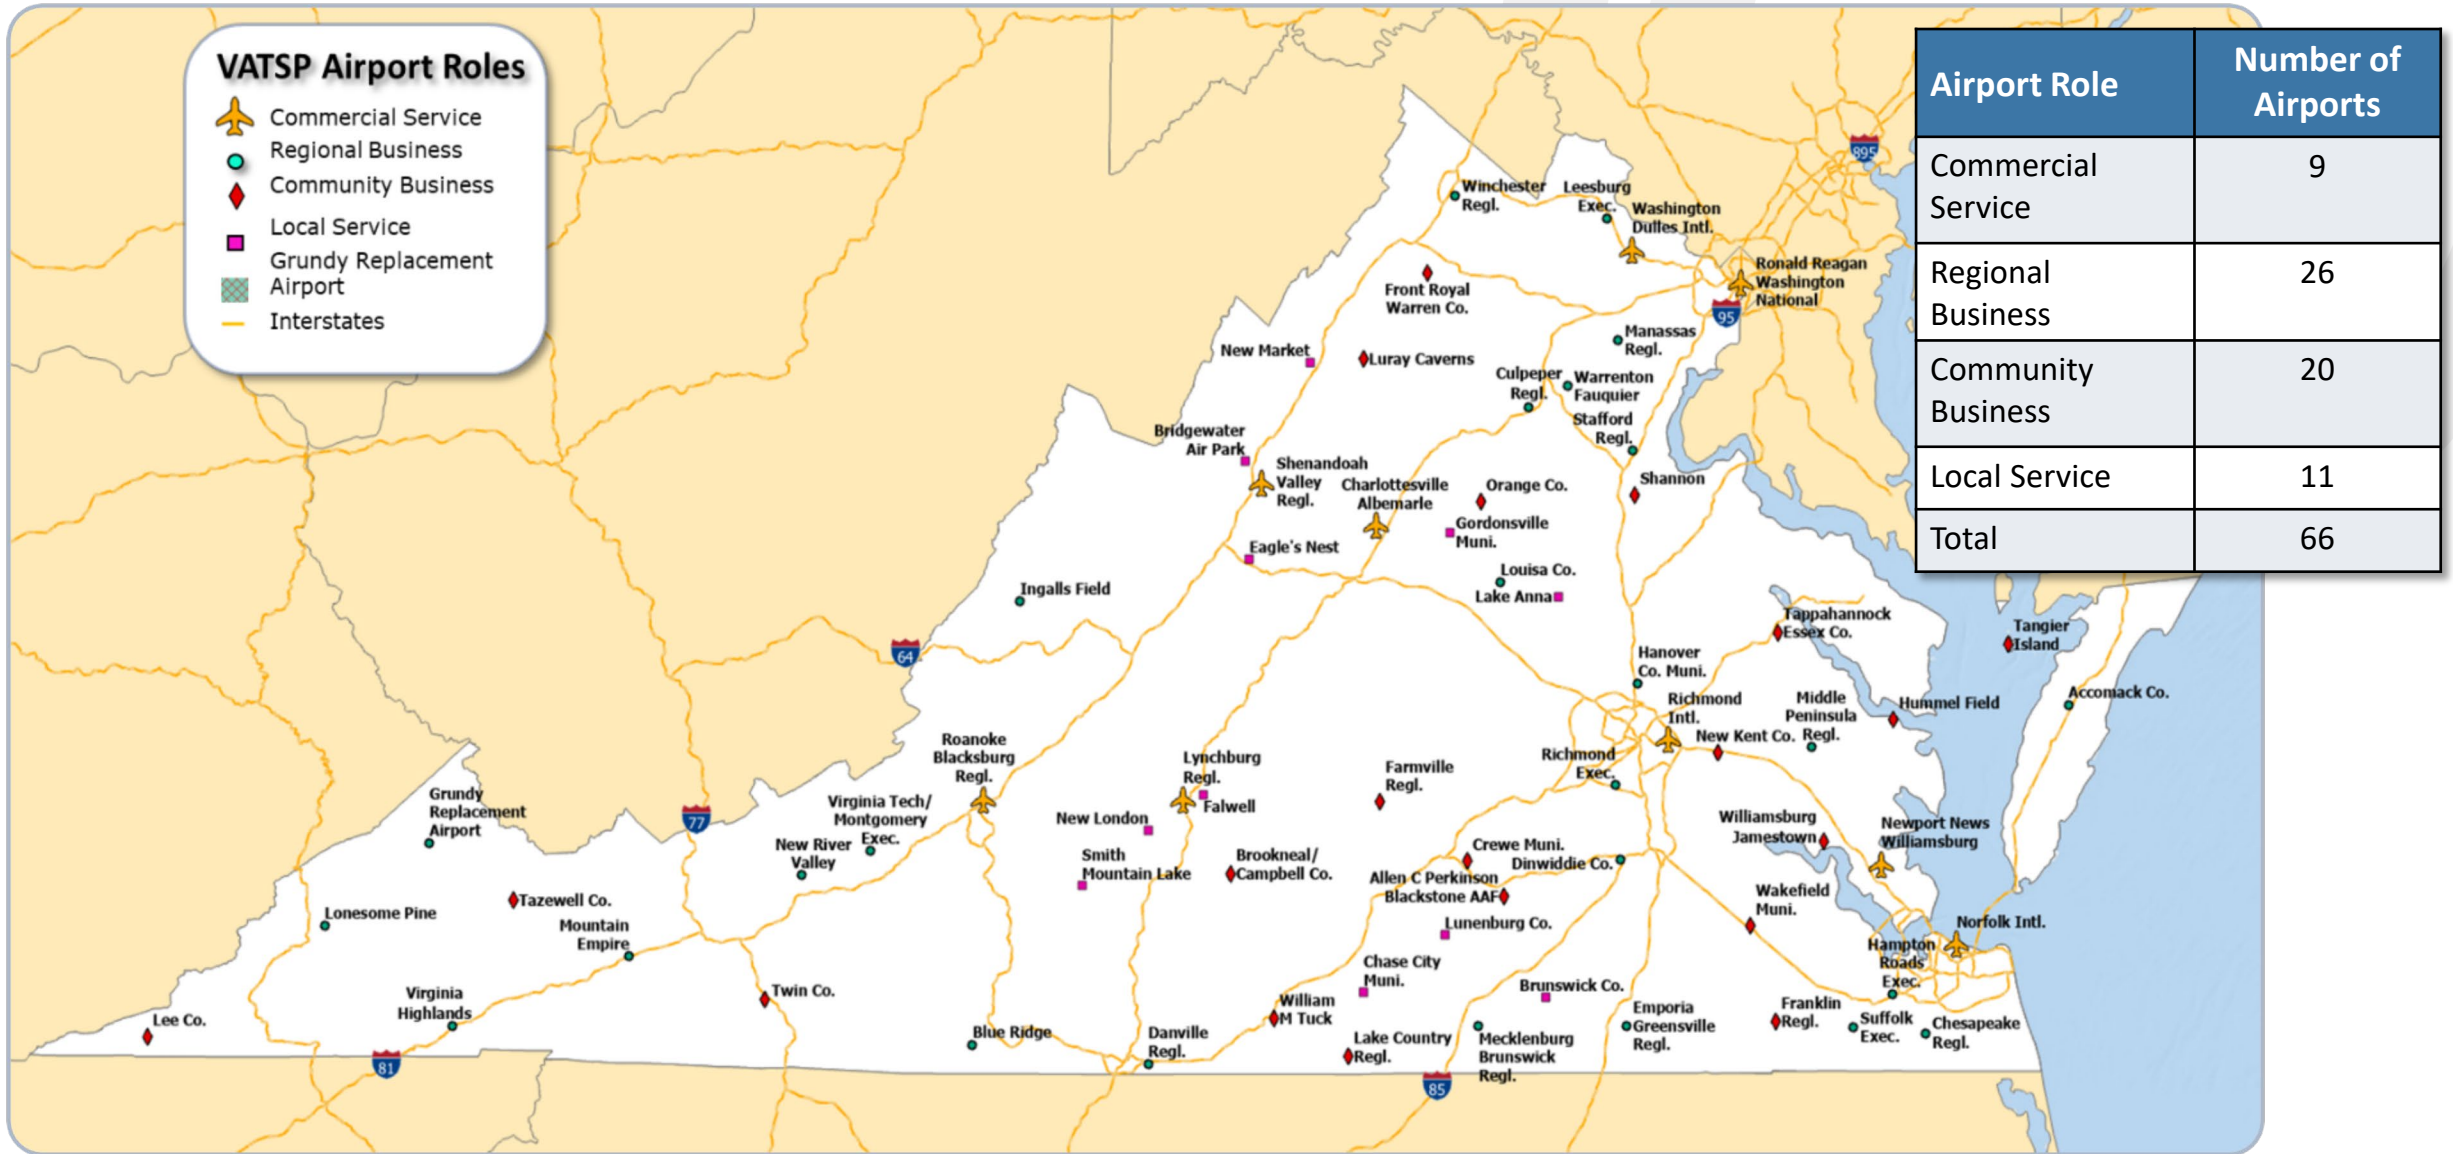 VATSP Airport Roles
Commercial Service
Regional Business
Community Business
Local Service
Grundy Replacement
Airport
Interstates
Airport Role
Number of
Airports
Commercial
Service
9
Regional
Business
26
Community
Business
20
Local Service
11
Total
66
895
Winchester
Regl.
Leesburg
Exec.
Washington
Dulles Intl.
Ronald Reagan
Washington
National
95
Front Royal
Warren Co.
Manassas
Regl.
New Market
Luray Caverns
Culpeper
Regl.
Warrenton
Fauquier
Stafford
Regl.
Bridgewater
Air Park
Shenandoah
Valley
Regl.
Charlottesville
Albemarle
Orange Co.
Shannon
Gordonsville
Muni.
Eagle's Nest
Louisa Co.
Lake Anna
Ingalls Field
Tappahannock
Essex Co.
Tangier
Island
64
Hanover
Co. Muni.
Richmond
Intl.
Middle
Peninsula
Regl.
Hummel Field
Accomack Co.
New Kent Co.
Roanoke
Blacksburg
Regl.
Lynchburg
Regl.
Falwell
Farmville
Regl.
Richmond
Exec.
Grundy
Replacement
Airport
77
Virginia Tech/
Montgomery
Exec.
New River
Valley
New London
Smith
Mountain Lake
Brookneal/
Campbell Co.
Crewe Muni.
Dinwiddie Co.
Allen C Perkinson
Blackstone AAF
Williamsburg
Jamestown
Newport News
Williamsburg
Wakefield
Muni.
Tazewell Co.
Lonesome Pine
Mountain
Empire
Lunenburg Co.
Norfolk Intl.
Hampton
Roads
Exec.
Chase City
Muni.
Brunswick Co.
Virginia
Highlands
Twin Co.
Lee Co.
William
M Tuck
Emporia
Greensville
Regl.
Franklin
Regl.
Suffolk
Exec.
Chesapeake
Regl.
Blue Ridge
Danville
Regl.
Lake Country
Regl.
Mecklenburg
Brunswick
Regl.
81
85